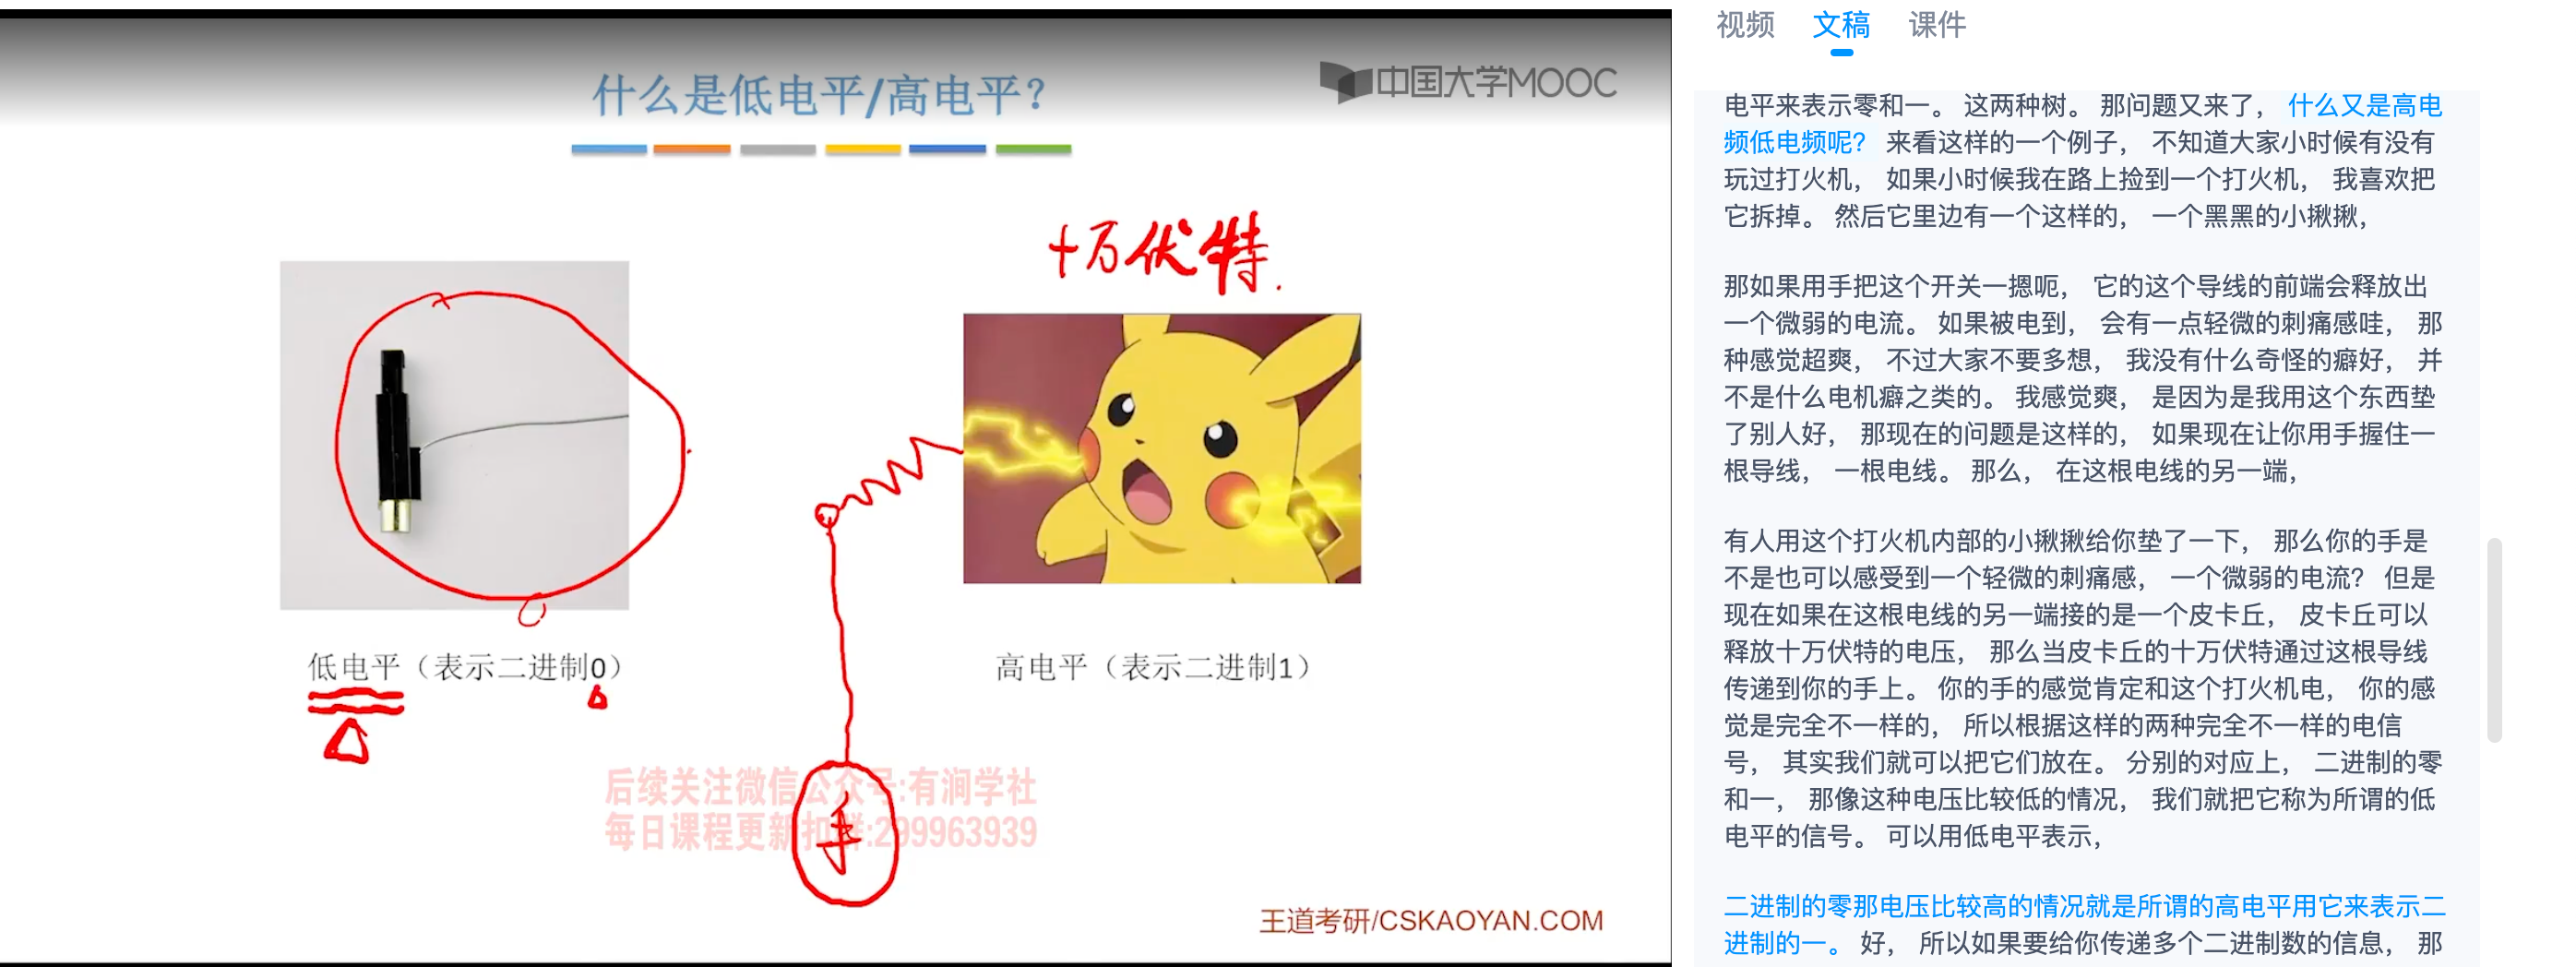 什么是低电平/高电平？
中国大学MOOC
十万伏特.
低电平（表示二进制0）
高电平（表示二进制1）
后续关注微信公众号:有涧学社
每日课程更新扣群:299963939
手
王道考研/CSKAOYAN.COM
视频 文稿 课件
电平来表示零和一。 这两种树。 那问题又来了， 什么又是高电
频低电频呢？ 来看这样的一个例子， 不知道大家小时候有没有
玩过打火机， 如果小时候我在路上捡到一个打火机， 我喜欢把
它拆掉。 然后它里边有一个这样的， 一个黑黑的小揪揪，
那如果用手把这个开关一摁呃， 它的这个导线的前端会释放出
一个微弱的电流。 如果被电到， 会有一点轻微的刺痛感哇， 那
种感觉超爽， 不过大家不要多想， 我没有什么奇怪的癖好， 并
不是什么电机癖之类的。 我感觉爽， 是因为是我用这个东西垫
了别人好， 那现在的问题是这样的， 如果现在让你用手握住一
根导线， 一根电线。 那么， 在这根电线的另一端，
有人用这个打火机内部的小揪揪给你垫了一下， 那么你的手是
不是也可以感受到一个轻微的刺痛感， 一个微弱的电流？ 但是
现在如果在这根电线的另一端接的是一个皮卡丘， 皮卡丘可以
释放十万伏特的电压， 那么当皮卡丘的十万伏特通过这根导线
传递到你的手上。 你的手的感觉肯定和这个打火机电， 你的感
觉是完全不一样的， 所以根据这样的两种完全不一样的电信
号， 其实我们就可以把它们放在。 分别的对应上， 二进制的零
和一， 那像这种电压比较低的情况， 我们就把它称为所谓的低
电平的信号。 可以用低电平表示，
二进制的零那电压比较高的情况就是所谓的高电平用它来表示二
进制的一。 好， 所以如果要给你传递多个二进制数的信息， 那